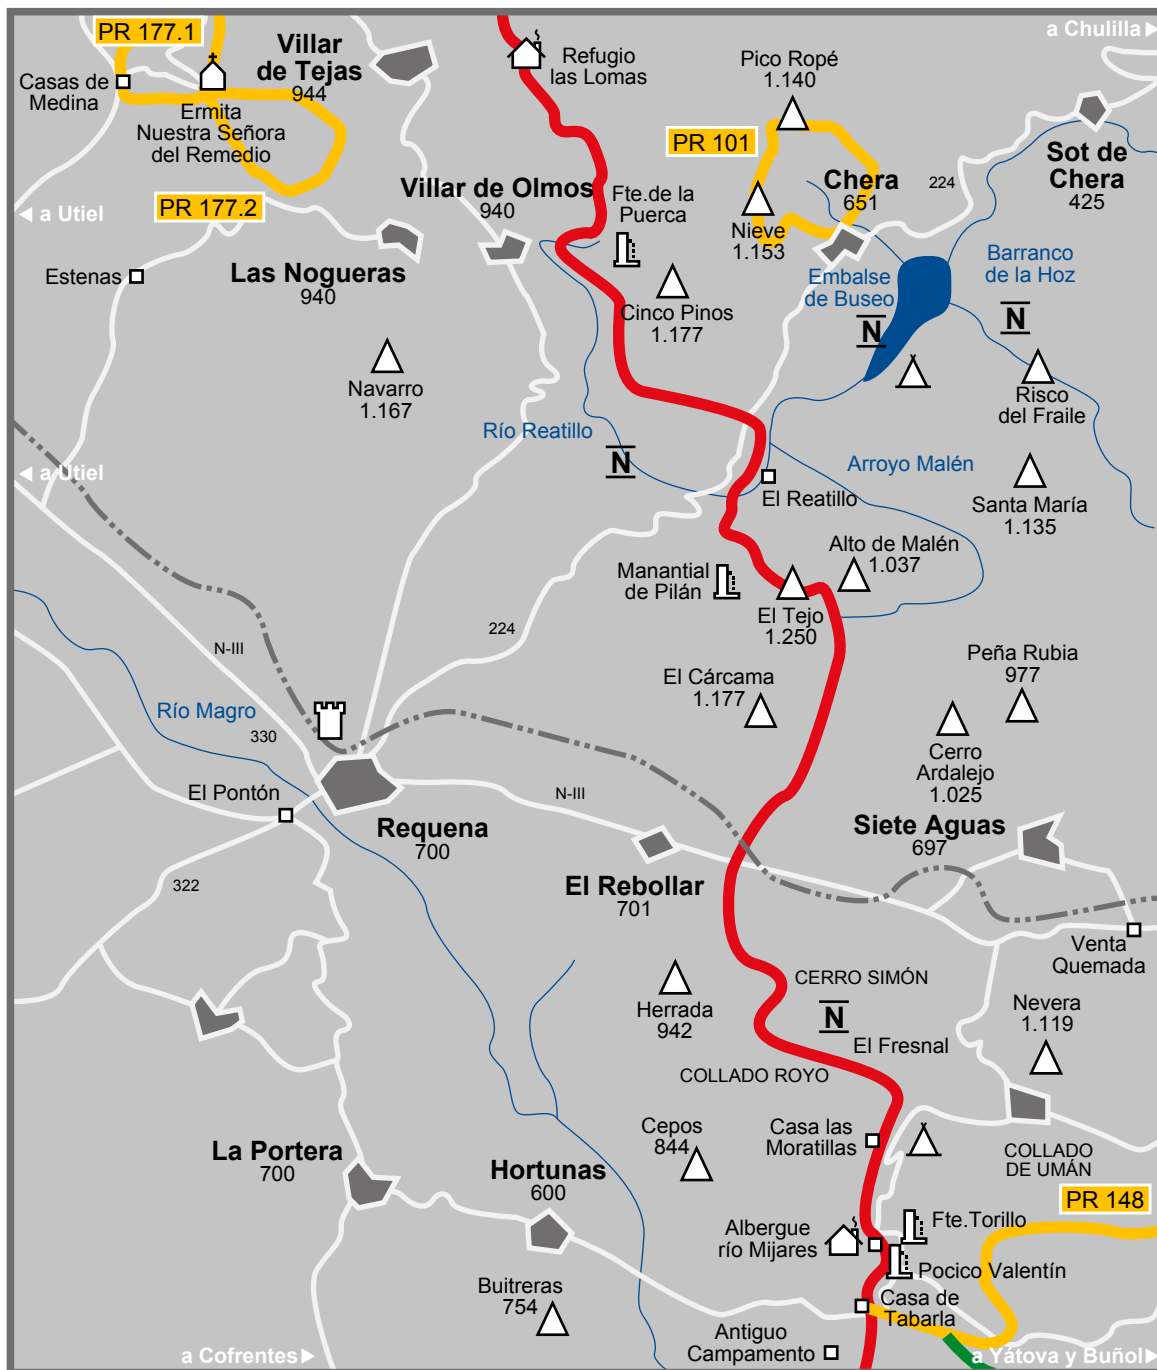 PR 177.1
Villar
de Tejas
944
Refugio
las Lomas
Pico Ropé
1.140
a Chulilla
Casas de
Medina
Ermita
Nuestra Señora
del Remedio
PR 101
Sot de
Chera
425
Chera
651
224
Villar de Olmos
940
Fte.de la
Puerca
a Utiel
PR 177.2
Nieve
1.153
Barranco
de la Hoz
Estenas
Las Nogueras
940
Embalse
de Buseo
N
N
Cinco Pinos
1.177
Navarro
1.167
Risco
del Fraile
Río Reatillo
N
Arroyo Malén
a Utiel
El Reatillo
Santa María
1.135
Alto de Malén
1.037
Manantial
de Pilán
El Tejo
1.250
224
N-III
El Cárcama
1.177
Peña Rubia
977
Río Magro
330
Cerro
Ardalejo
1.025
El Pontón
N-III
Requena
700
Siete Aguas
697
322
El Rebollar
701
Venta
Quemada
CERRO SIMÓN
Herrada
942
N
El Fresnal
Nevera
1.119
COLLADO ROYO
Cepos
844
Casa las
Moratillas
COLLADO
DE UMÁN
La Portera
700
Hortunas
600
PR 148
Albergue
río Mijares
Fte.Torillo
Pocico Valentín
Buitreras
754
Casa de
Tabarla
Antiguo
Campamento
a Cofrentes
a Yátova y Buñol